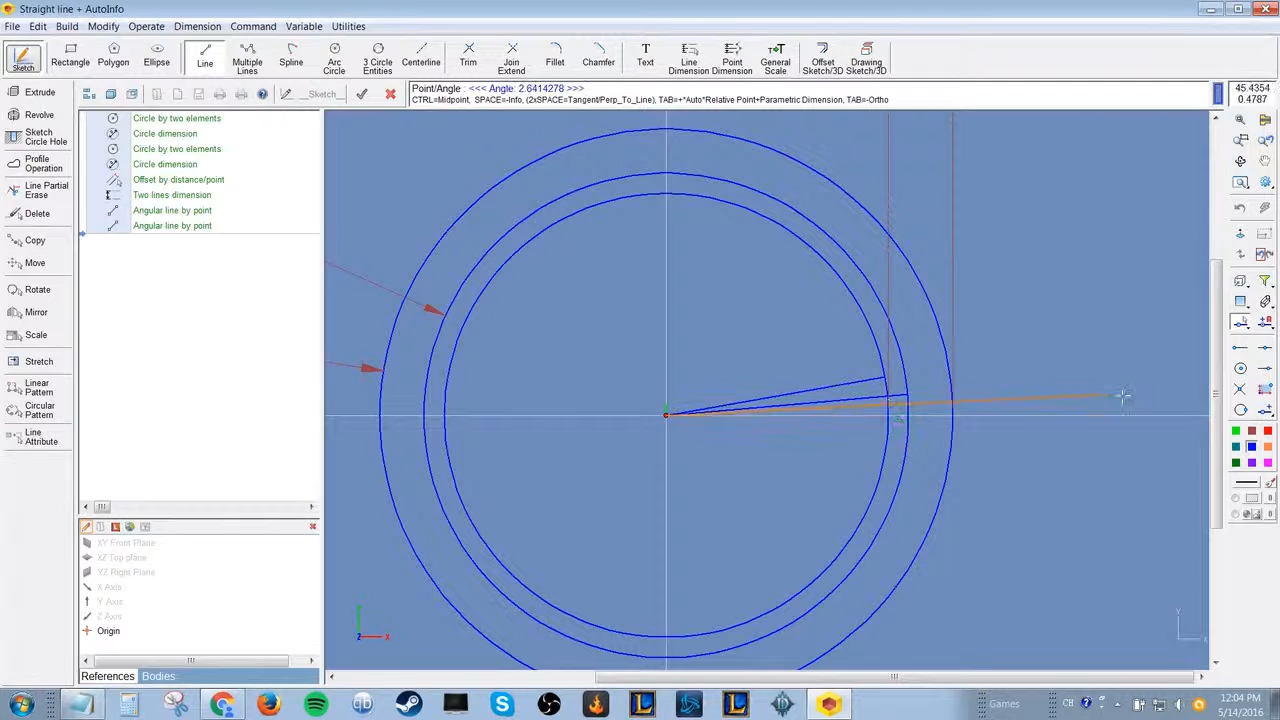 Straight line + AutoInfo
File Edit Build Modify Operate Dimension Command Variable Utilities
Sketch Rectangle Polygon Ellipse Line Multiple Lines Spline Arc Circle 3 Circle Entities Centerline Trim Join Extend Fillet Chamfer Text Line Dimension Point Dimension General Scale Offset Sketch/3D Drawing Sketch/3D
__Sketch__
Point/Angle: <<< Angle: 2.6414278 >>>
CTRL=Midpoint, SPACE=-Info, (2xSPACE=Tangent/Perp_To_Line), TAB=+*Auto*Relative Point+Parametric Dimension, TAB=-Ortho
45.4354
0.4787
Extrude
Revolve
Sketch Circle Hole
Profile Operation
Line Partial Erase
Delete
Copy
Move
Rotate
Mirror
Scale
Stretch
Linear Pattern
Circular Pattern
Line Attribute
Circle by two elements
Circle dimension
Circle by two elements
Circle dimension
Offset by distance/point
Two lines dimension
Angular line by point
Angular line by point
XY Front Plane
XZ Top plane
YZ Right Plane
X Axis
Y Axis
Z Axis
Origin
References Bodies
Z X
Y
Games
CH
12:04 PM
5/14/2016